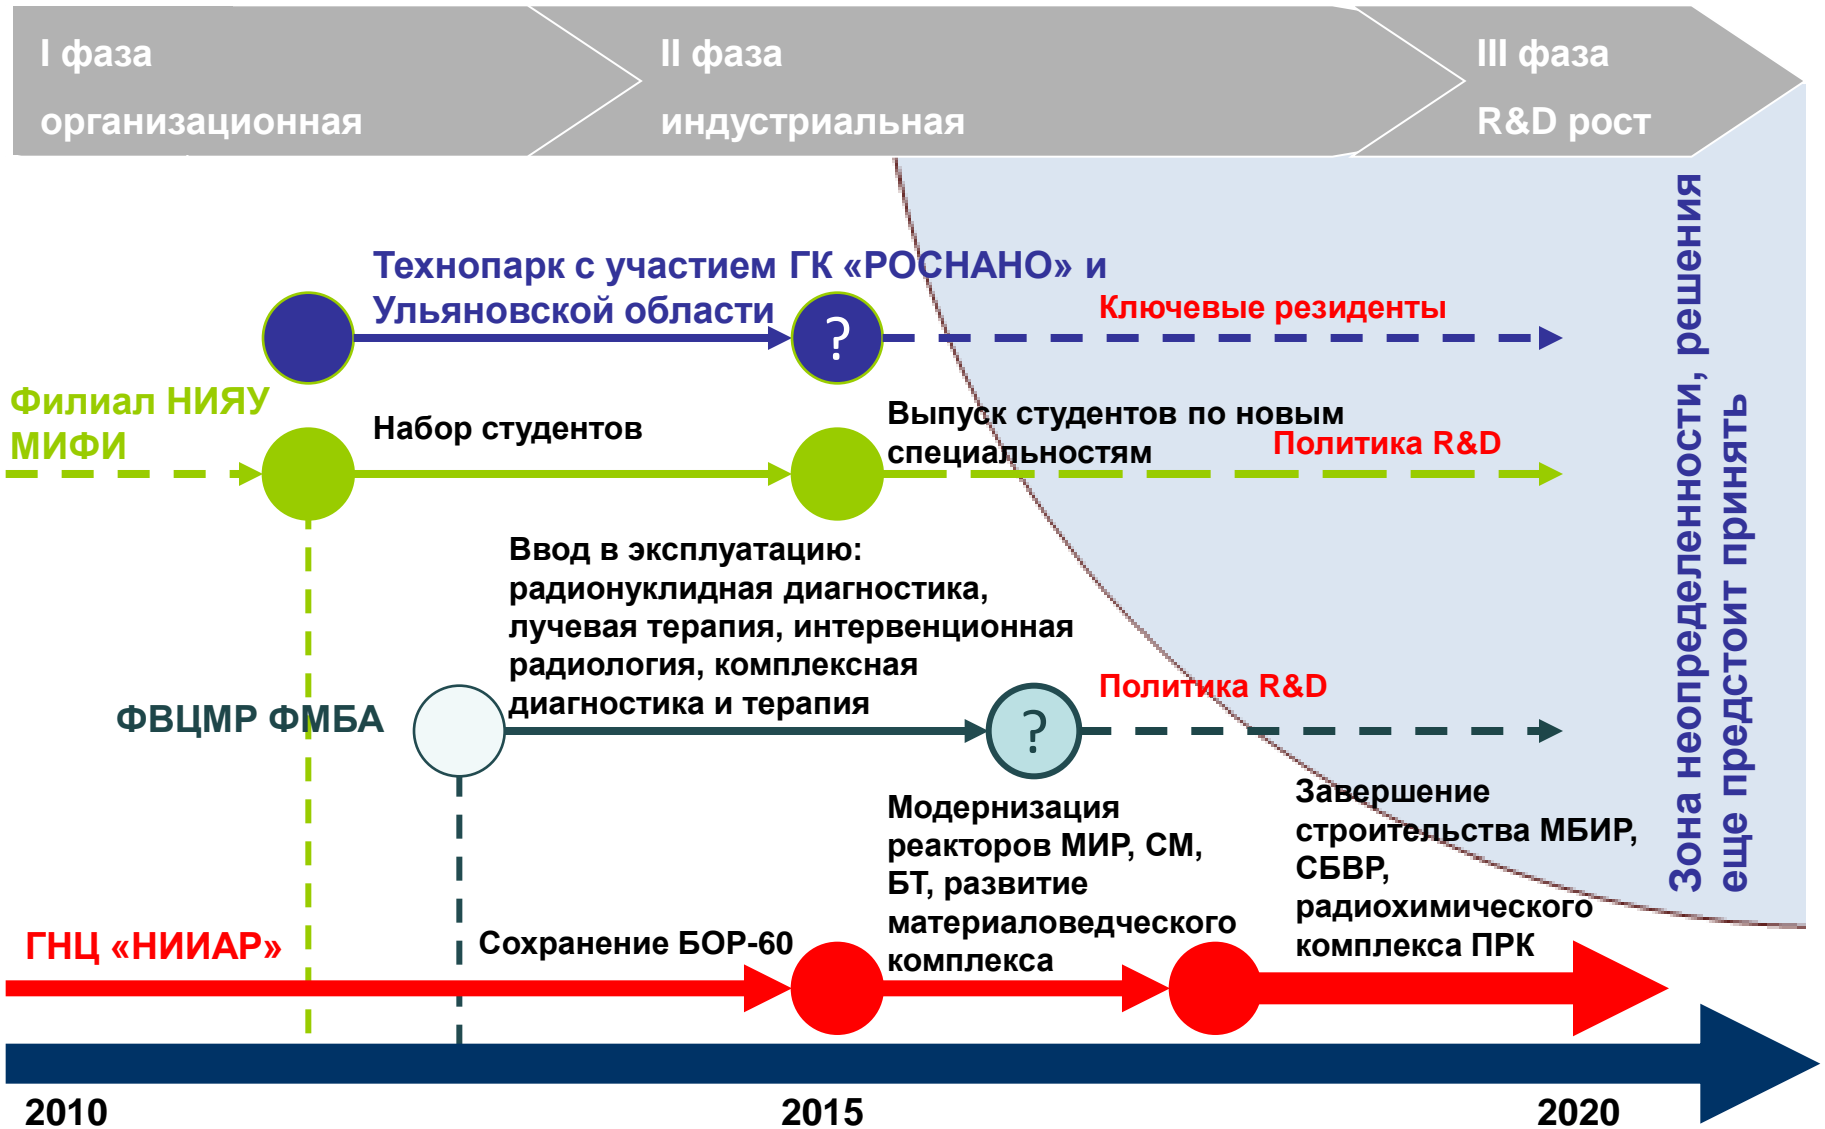 I фаза
организационная
II фаза
индустриальная
III фаза
R&D рост
Технопарк с участием ГК «РОСНАНО» и
Ульяновской области
?
Ключевые резиденты
Филиал НИЯУ
МИФИ
Набор студентов
Выпуск студентов по новым
специальностям
Политика R&D
Ввод в эксплуатацию:
радионуклидная диагностика,
лучевая терапия, интервенционная
радиология, комплексная
диагностика и терапия
ФВЦМР ФМБА
?
Политика R&D
Зона неопределенности, решения
еще предстоит принять
ГНЦ «НИИАР»
Сохранение БОР-60
Модернизация
реакторов МИР, СМ,
БТ, развитие
материаловедческого
комплекса
Завершение
строительства МБИР,
СБВР,
радиохимического
комплекса ПРК
2010
2015
2020